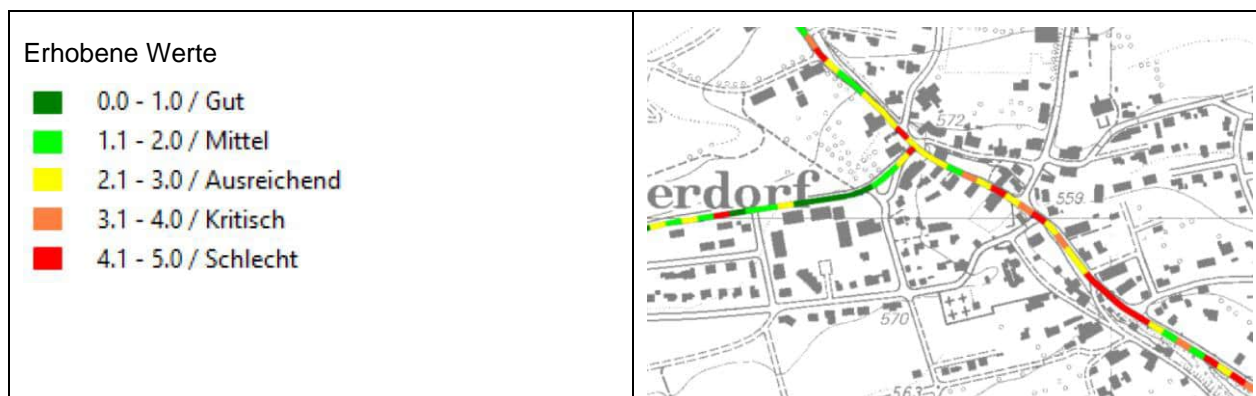 Erhobene Werte
0.0 - 1.0 / Gut
1.1 - 2.0 / Mittel
2.1 - 3.0 / Ausreichend
3.1 - 4.0 / Kritisch
4.1 - 5.0 / Schlecht
572
erdorf
559
570
563